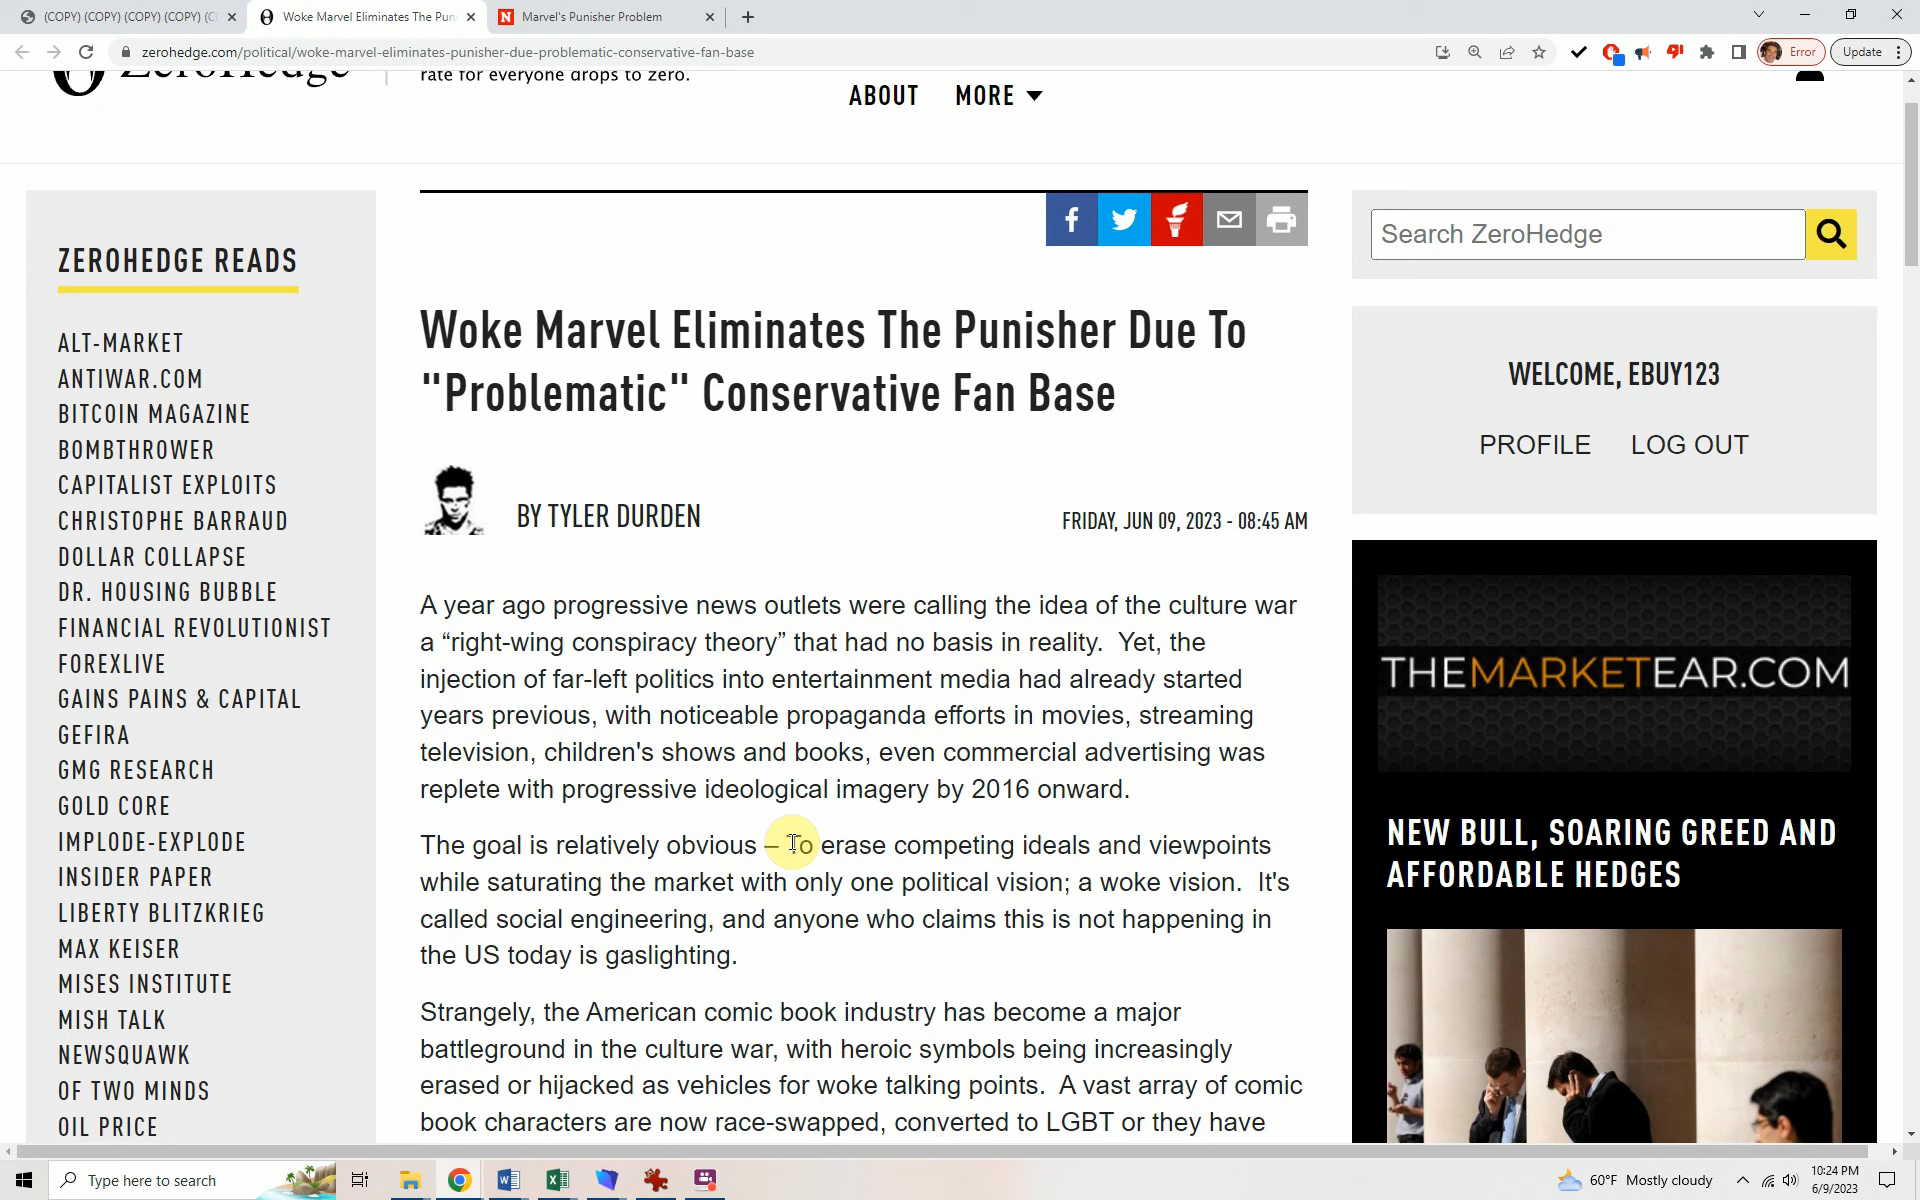 (COPY) (COPY) (COPY) (COPY) (CC
Woke Marvel Eliminates The Pun
Marvel's Punisher Problem
zerohedge.com/political/woke-marvel-eliminates-punisher-due-problematic-conservative-fan-base
Error
Update
ZeroHedge
rate for everyone drops to zero.
ABOUT
MORE
ZEROHEDGE READS
ALT-MARKET
ANTIWAR.COM
BITCOIN MAGAZINE
BOMBTHROWER
CAPITALIST EXPLOITS
CHRISTOPHE BARRAUD
DOLLAR COLLAPSE
DR. HOUSING BUBBLE
FINANCIAL REVOLUTIONIST
FOREXLIVE
GAINS PAINS & CAPITAL
GEFIRA
GMG RESEARCH
GOLD CORE
IMPLODE-EXPLODE
INSIDER PAPER
LIBERTY BLITZKRIEG
MAX KEISER
MISES INSTITUTE
MISH TALK
NEWSQUAWK
OF TWO MINDS
OIL PRICE
Woke Marvel Eliminates The Punisher Due To
"Problematic" Conservative Fan Base
BY TYLER DURDEN
FRIDAY, JUN 09, 2023 - 08:45 AM
A year ago progressive news outlets were calling the idea of the culture war
a “right-wing conspiracy theory” that had no basis in reality.  Yet, the
injection of far-left politics into entertainment media had already started
years previous, with noticeable propaganda efforts in movies, streaming
television, children's shows and books, even commercial advertising was
replete with progressive ideological imagery by 2016 onward.
The goal is relatively obvious – To erase competing ideals and viewpoints
while saturating the market with only one political vision; a woke vision.  It's
called social engineering, and anyone who claims this is not happening in
the US today is gaslighting.
Strangely, the American comic book industry has become a major
battleground in the culture war, with heroic symbols being increasingly
erased or hijacked as vehicles for woke talking points.  A vast array of comic
book characters are now race-swapped, converted to LGBT or they have
Search ZeroHedge
WELCOME, EBUY123
PROFILE
LOG OUT
THEMARKETEAR.COM
NEW BULL, SOARING GREED AND
AFFORDABLE HEDGES
Type here to search
60°F Mostly cloudy
10:24 PM
6/9/2023